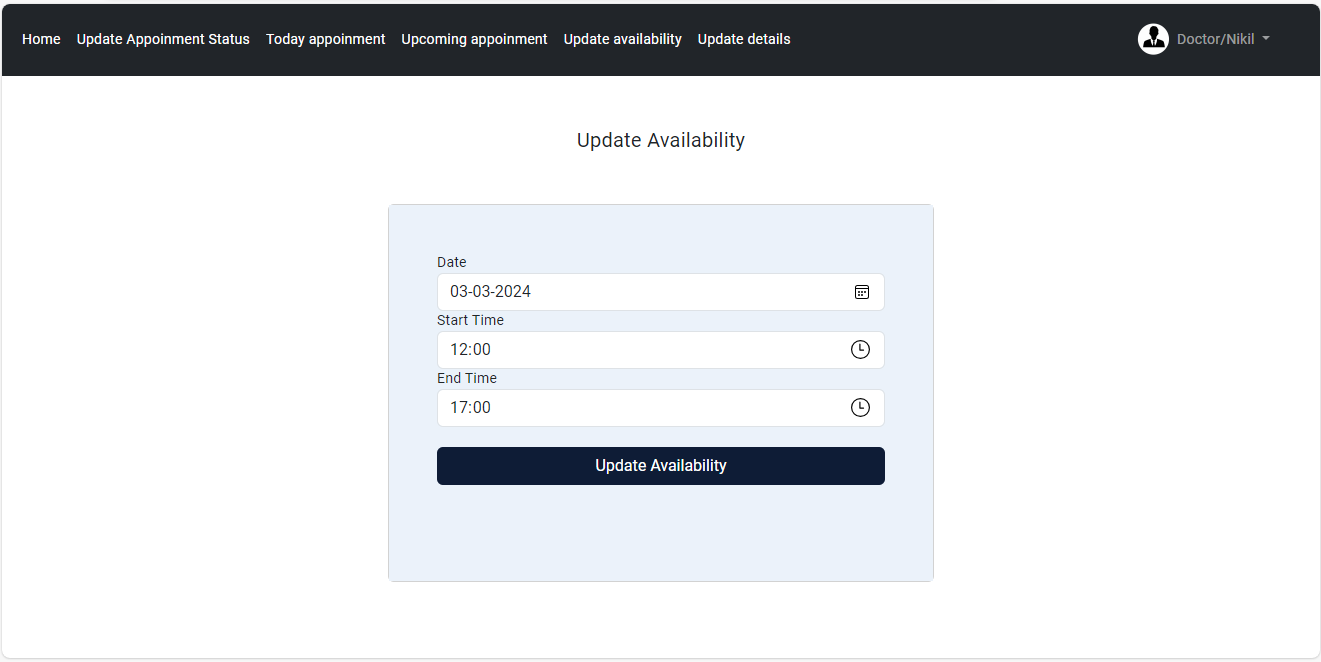 Home Update Appoinment Status Today appoinment Upcoming appoinment Update availability Update details Doctor/Nikil
Update Availability
Date
03-03-2024
Start Time
12:00
End Time
17:00
Update Availability